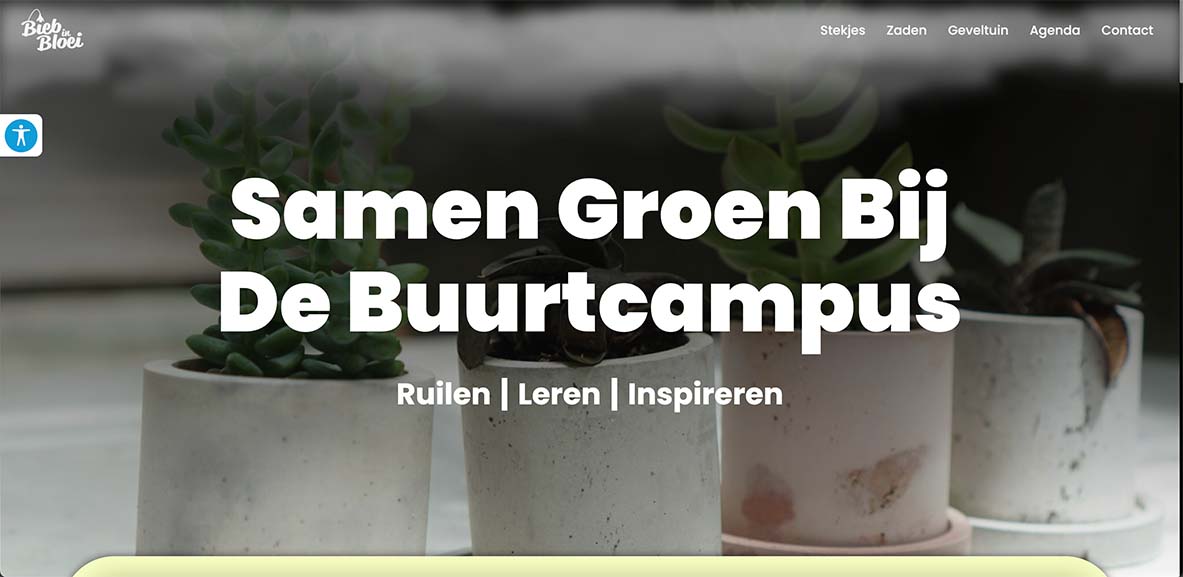 Bieb
in
Bloei
Stekjes Zaden Geveltuin Agenda Contact
Samen Groen Bij
De Buurtcampus
Ruilen | Leren | Inspireren